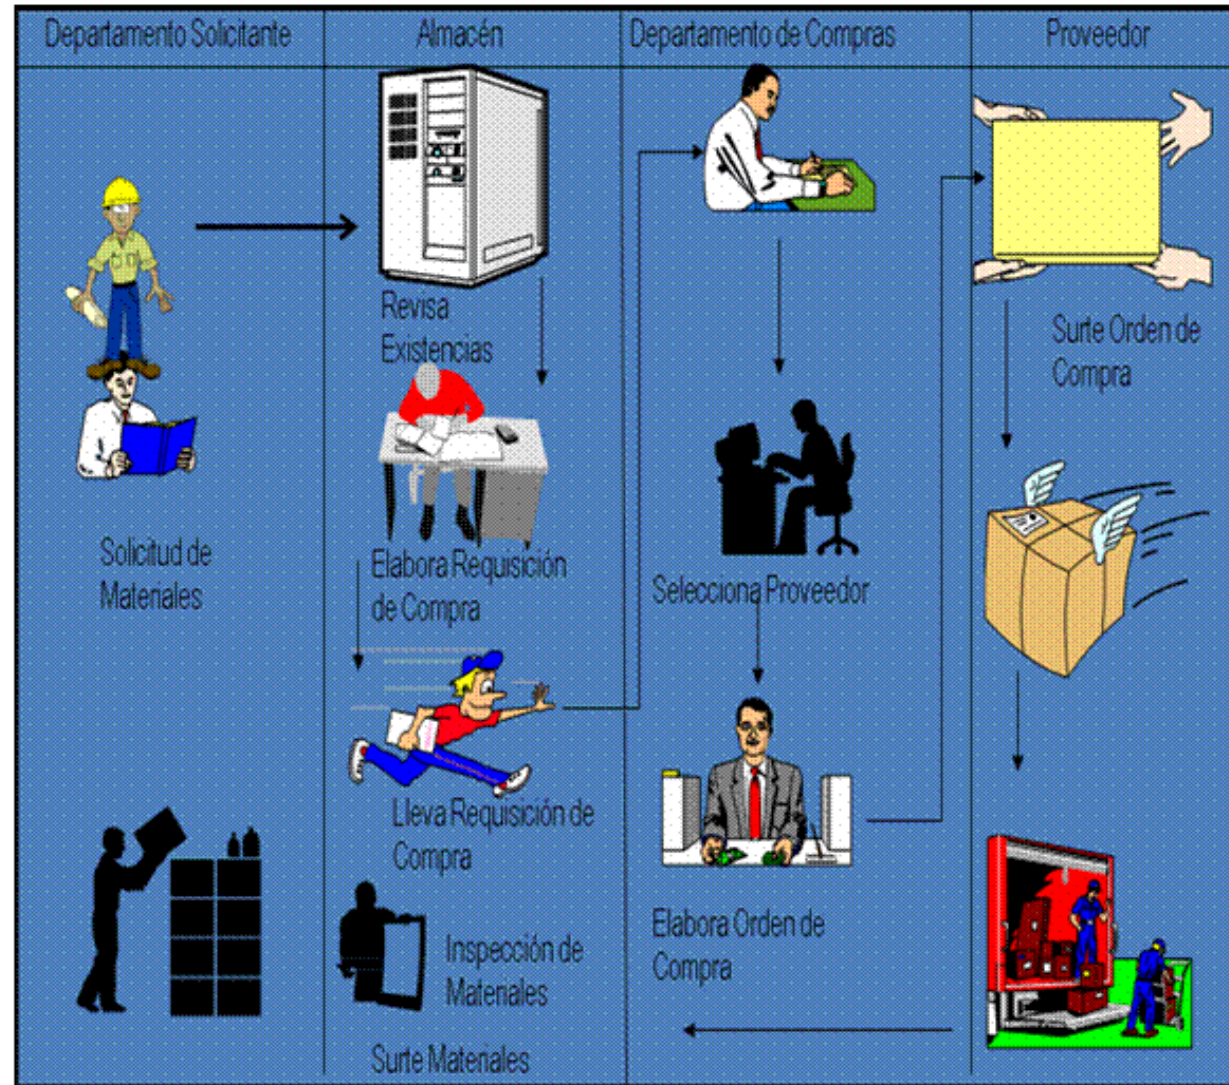 Departamento Solicitante
Almacén
Departamento de Compras
Proveedor
Solicitud de
Materiales
Revisa
Existencias
Elabora Requisición
de Compra
Lleva Requisición de
Compra
Inspección de
Materiales
Surte Materiales
Selecciona Proveedor
Elabora Orden de
Compra
Surte Orden de
Compra